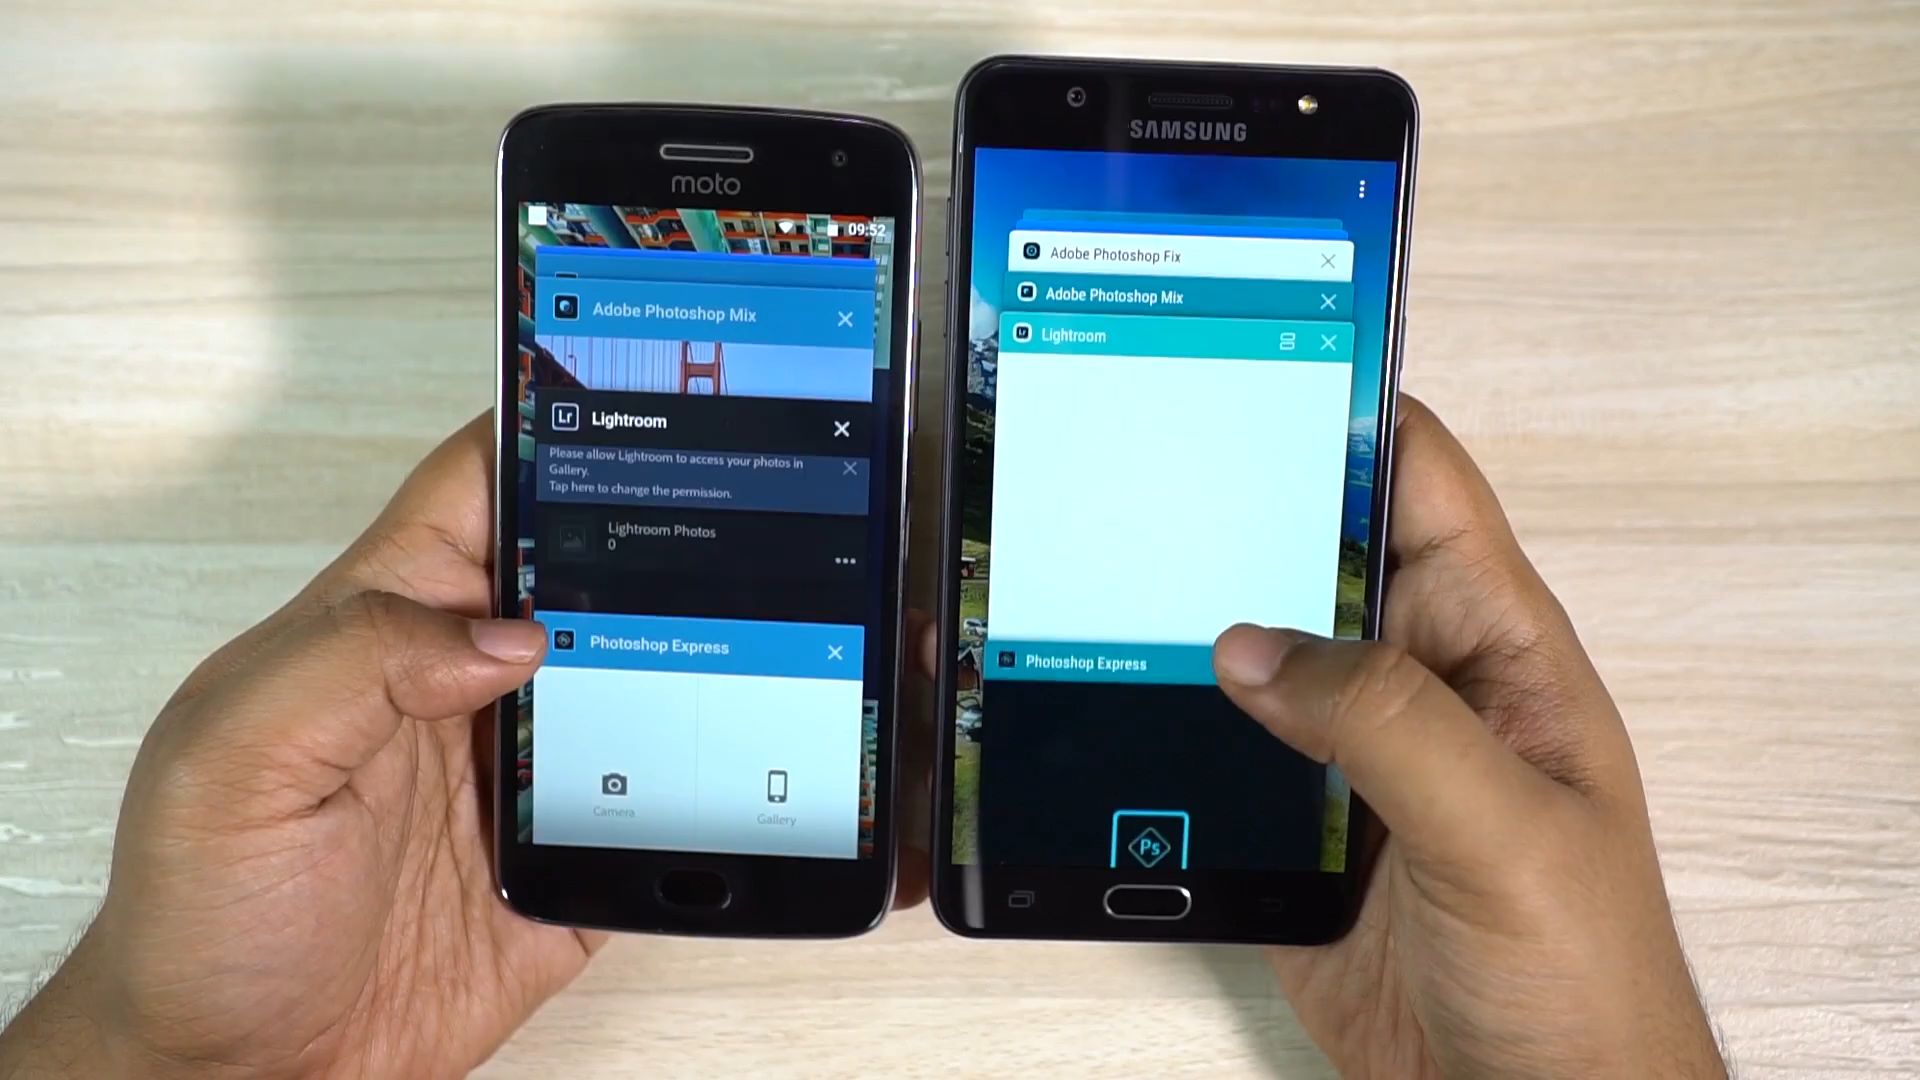 moto
09:52
Adobe Photoshop Mix
Lr
Lightroom
Please allow Lightroom to access your photos in
Gallery.
Tap here to change the permission.
Lightroom Photos
0
Photoshop Express
Camera
Gallery
SAMSUNG
Adobe Photoshop Fix
Adobe Photoshop Mix
Lr
Lightroom
Photoshop Express
Ps